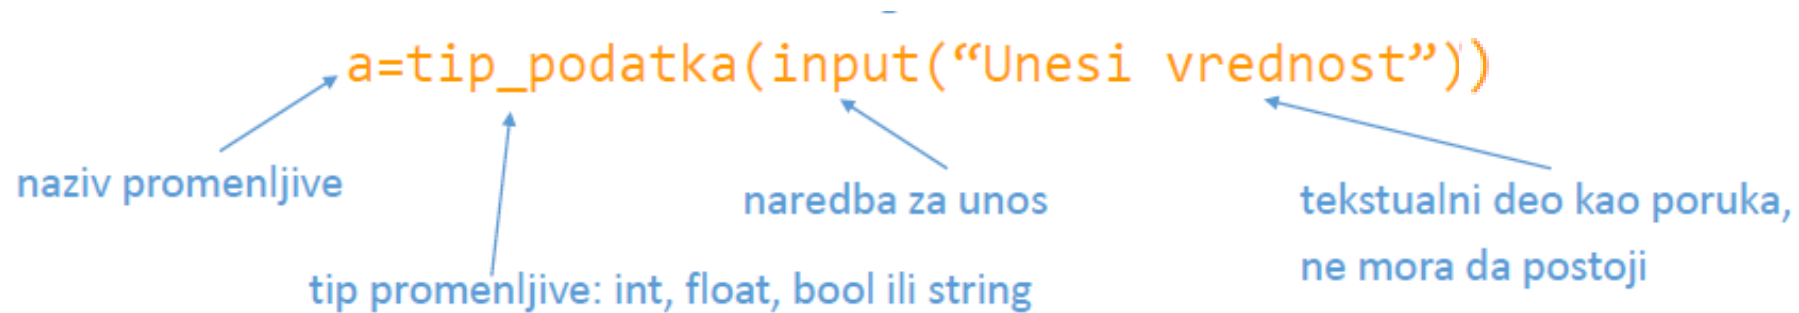 a=tip_podatka(input(“Unesi vrednost”))
naziv promenljive
naredba za unos
tekstualni deo kao poruka,
ne mora da postoji
tip promenljive: int, float, bool ili string